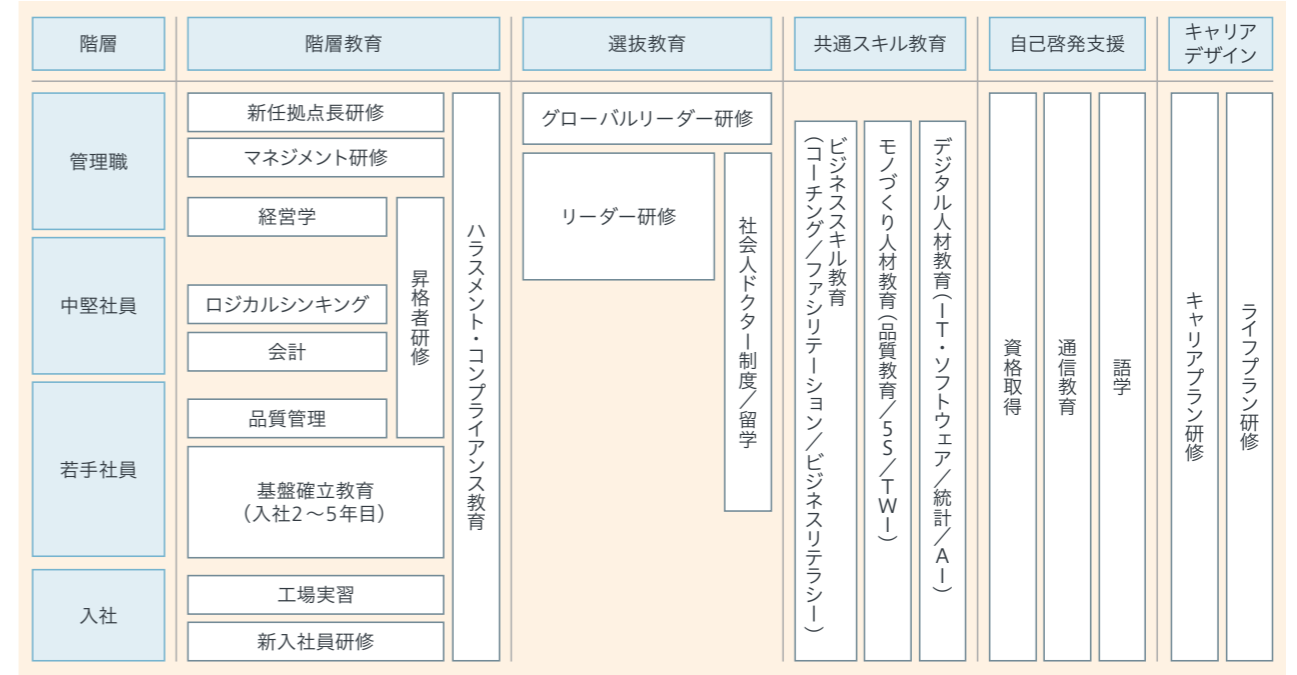 階層
階層教育
選抜教育
共通スキル教育
自己啓発支援
キャリア
デザイン
管理職
中堅社員
若手社員
入社
新任拠点長研修
マネジメント研修
経営学
ロジカルシンキング
会計
品質管理
昇格者研修
基盤確立教育
（入社2～5年目）
工場実習
新入社員研修
ハラスメント・コンプライアンス教育
グローバルリーダー研修
リーダー研修
社会人ドクター制度／留学
ビジネススキル教育
（コーチング／ファシリテーション／ビジネスリテラシー）
モノづくり人材教育（品質教育／5S／TWI）
デジタル人材教育（IT・ソフトウェア／統計／AI）
資格取得
通信教育
語学
キャリアプラン研修
ライフプラン研修